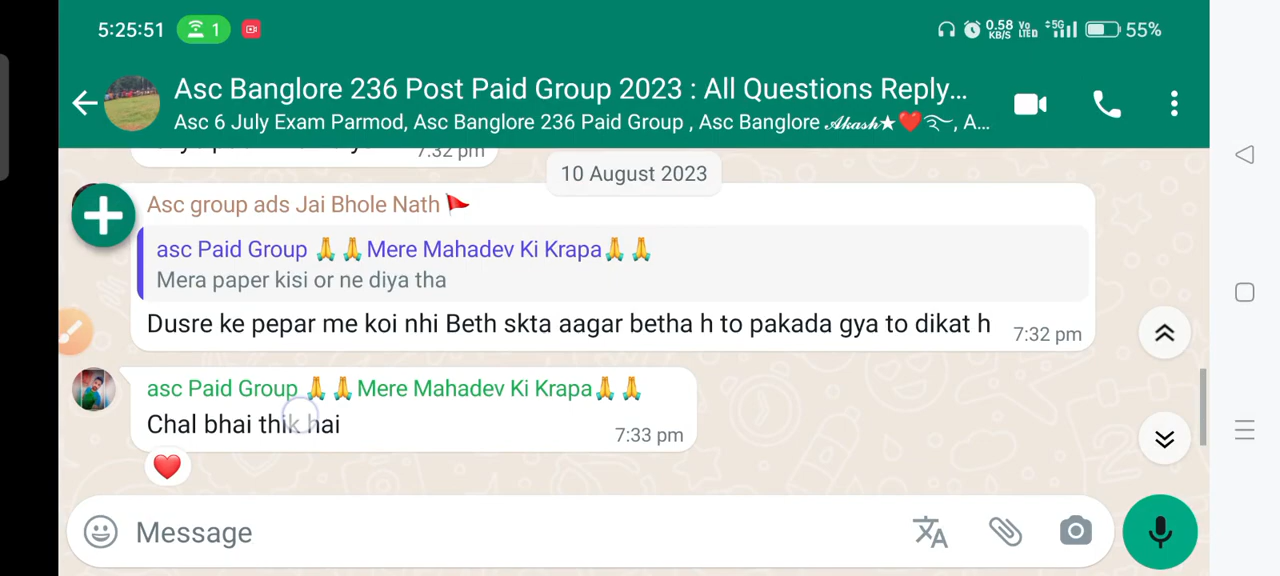 5:25:51 1 0.58 KB/S Vo LTED 5G 55%
Asc Banglore 236 Post Paid Group 2023 : All Questions Reply...
Asc 6 July Exam Parmod, Asc Banglore 236 Paid Group , Asc Banglore 𝓐𝓴𝓪𝓼𝓱★❤️, A...
7:32 pm
10 August 2023
Asc group ads Jai Bhole Nath 🚩
asc Paid Group 🙏🙏Mere Mahadev Ki Krapa🙏🙏
Mera paper kisi or ne diya tha
Dusre ke pepar me koi nhi Beth skta aagar betha h to pakada gya to dikat h 7:32 pm
asc Paid Group 🙏🙏Mere Mahadev Ki Krapa🙏🙏
Chal bhai thik hai 7:33 pm
❤️
Message